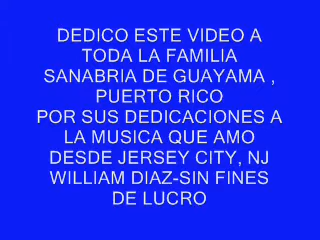 DEDICO ESTE VIDEO A
TODA LA FAMILIA
SANABRIA DE GUAYAMA ,
PUERTO RICO
POR SUS DEDICACIONES A
LA MUSICA QUE AMO
DESDE JERSEY CITY, NJ
WILLIAM DIAZ-SIN FINES
DE LUCRO